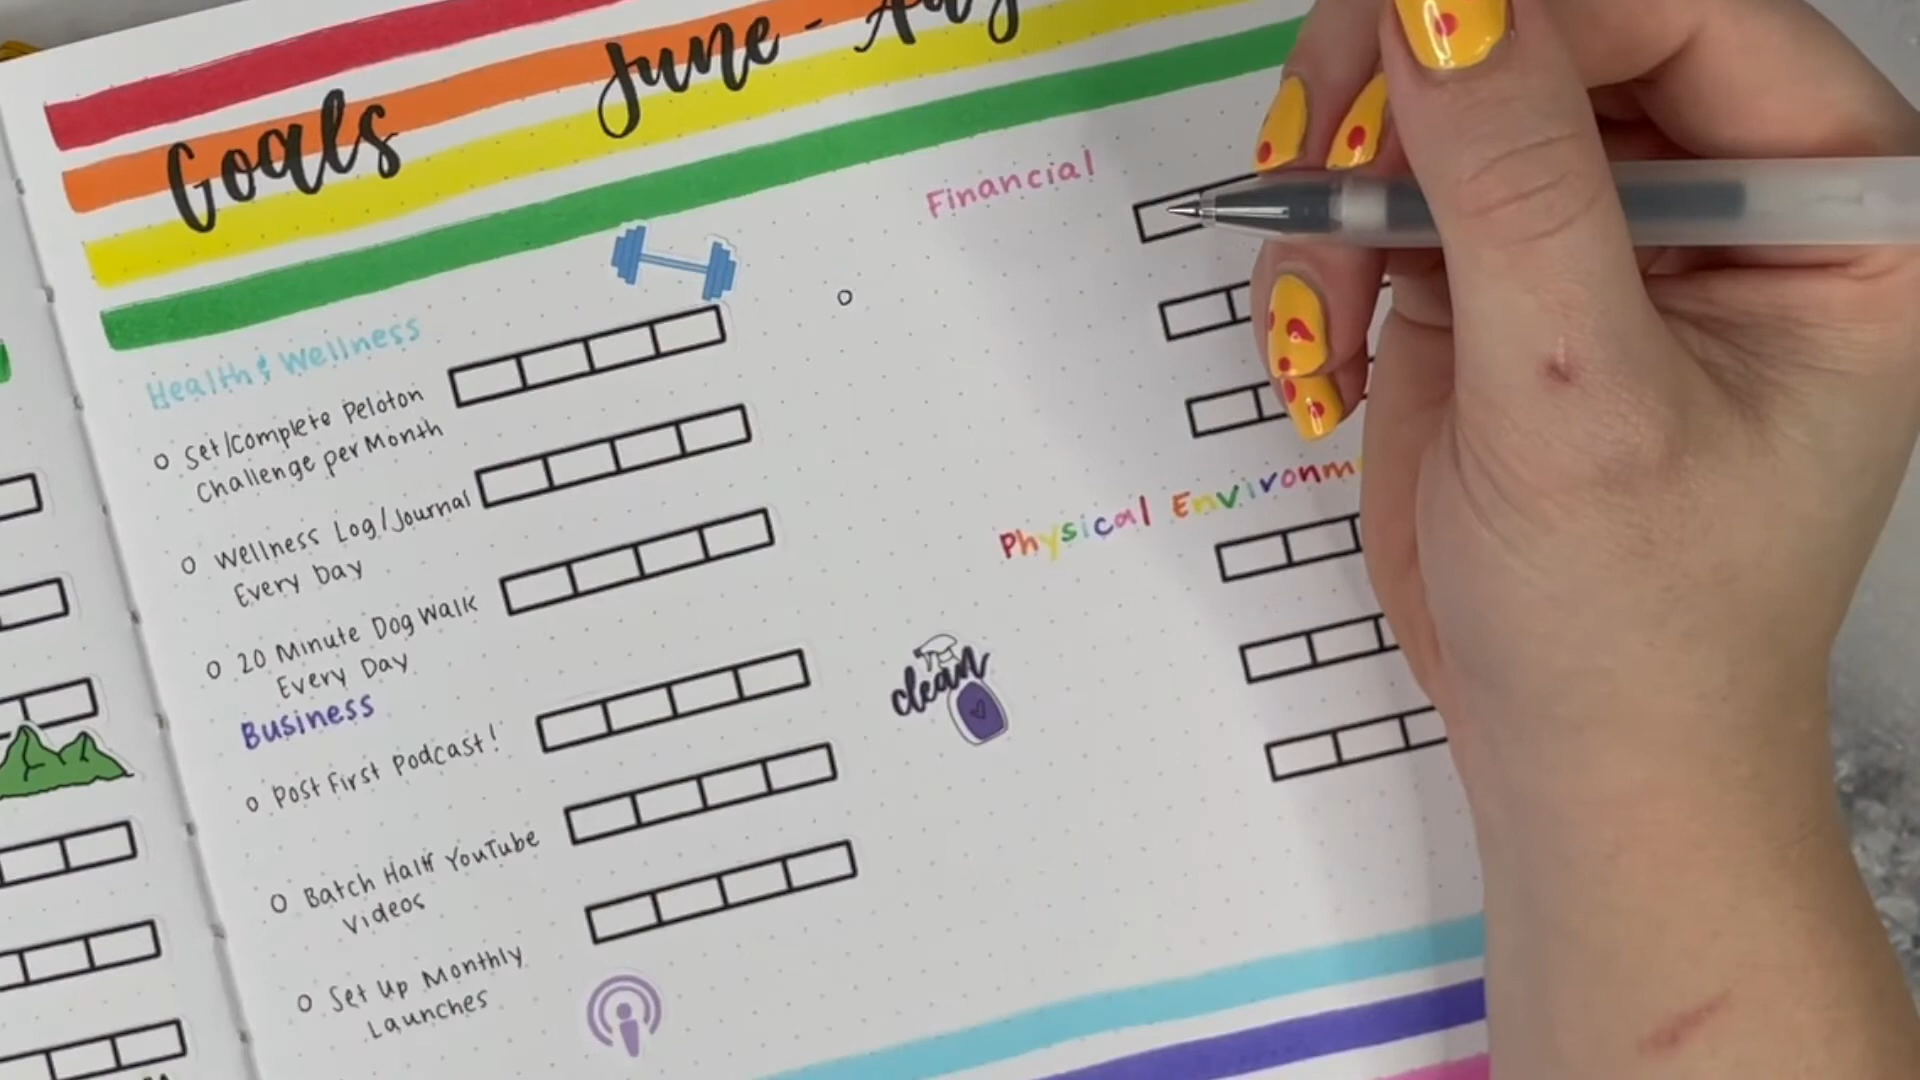 Goals
June - Aug
Health & Wellness
o Set/Complete Peloton
Challenge per Month
o Wellness Log/Journal
Every Day
o 20 Minute Dog Walk
Every Day
Business
o Post First Podcast!
o Batch Half YouTube
Videos
o Set Up Monthly
Launches
Financial
o
Physical Environm
clean